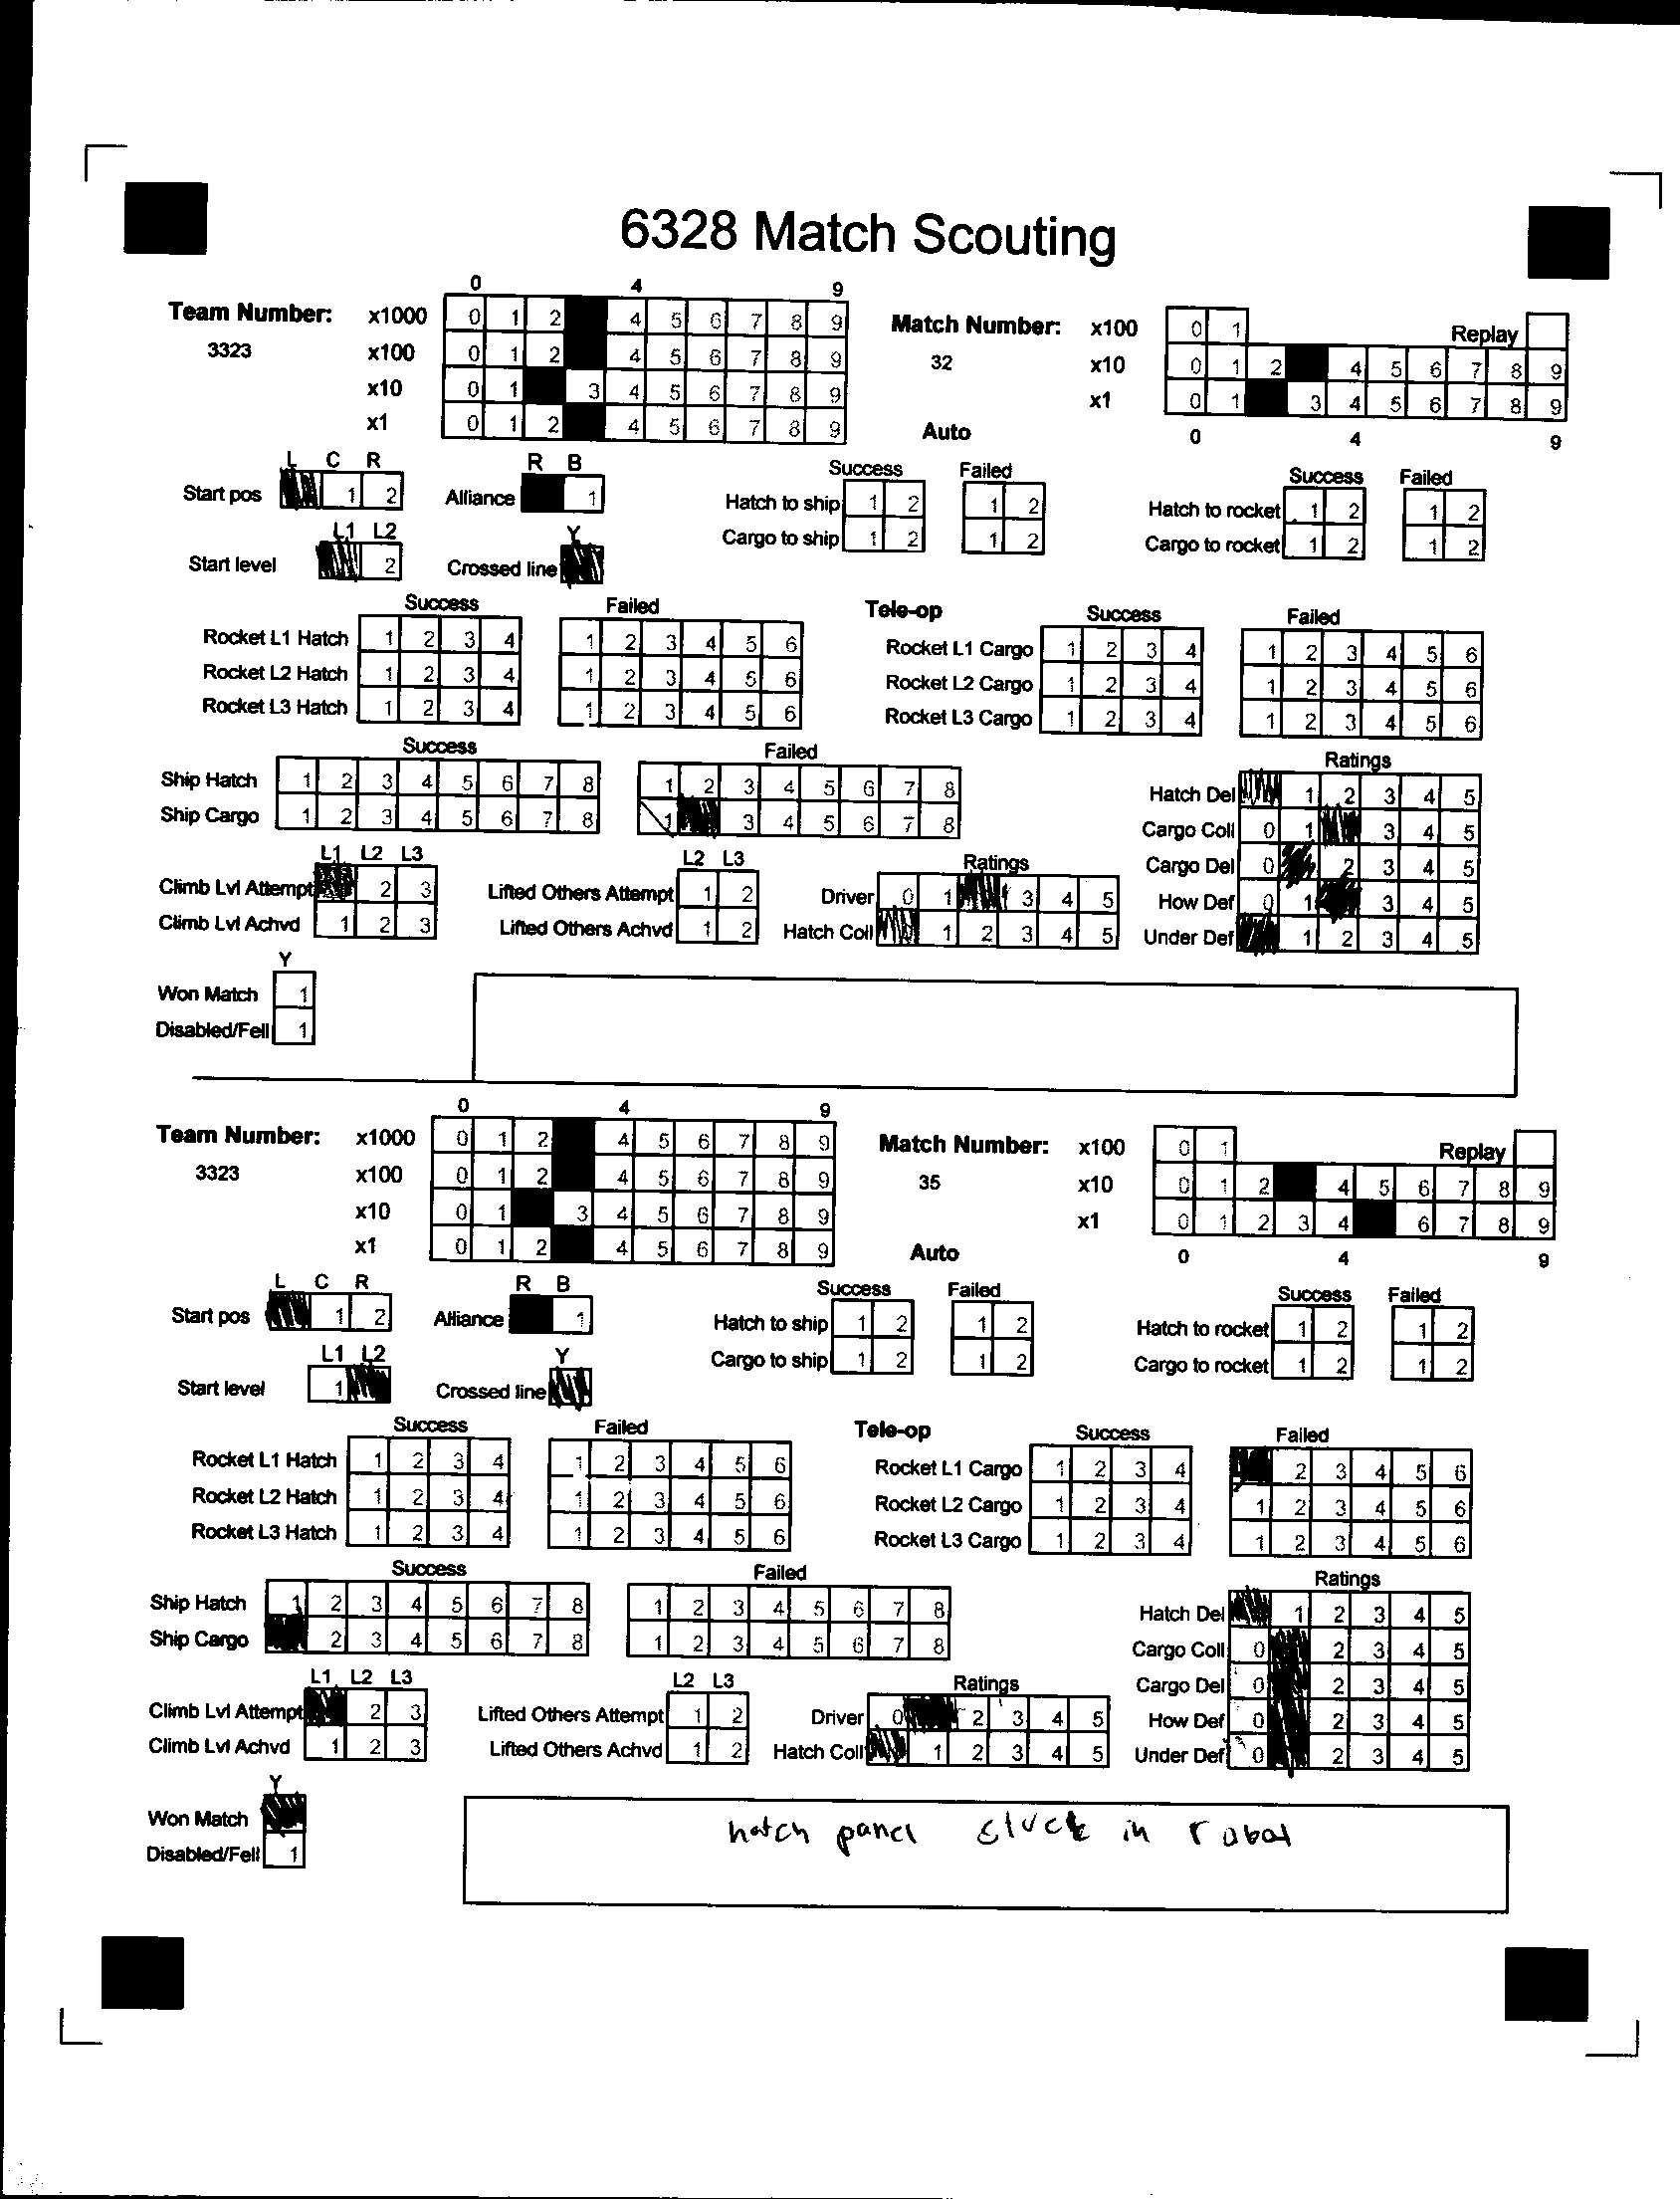 6328 Match Scouting
0 4 9
Team Number: x1000 0 1 2 4 5 6 7 8 9 Match Number: x100 0 1 Replay
3323 x100 0 1 2 4 5 6 7 8 9 32 x10 0 1 2 4 5 6 7 8 9
x10 0 1 3 4 5 6 7 8 9 x1 0 1 3 4 5 6 7 8 9
x1 0 1 2 4 5 6 7 8 9 Auto 0 4 9
L C R R B Success Failed Success Failed
Start pos 1 2 Alliance 1 Hatch to ship 1 2 1 2 Hatch to rocket 1 2 1 2
L1 L2 Y Cargo to ship 1 2 1 2 Cargo to rocket 1 2 1 2
Start level 2 Crossed line
Success Failed Tele-op Success Failed
Rocket L1 Hatch 1 2 3 4 1 2 3 4 5 6 Rocket L1 Cargo 1 2 3 4 1 2 3 4 5 6
Rocket L2 Hatch 1 2 3 4 1 2 3 4 5 6 Rocket L2 Cargo 1 2 3 4 1 2 3 4 5 6
Rocket L3 Hatch 1 2 3 4 1 2 3 4 5 6 Rocket L3 Cargo 1 2 3 4 1 2 3 4 5 6
Success Failed Ratings
Ship Hatch 1 2 3 4 5 6 7 8 1 2 3 4 5 6 7 8 Hatch Del 1 2 3 4 5
Ship Cargo 1 2 3 4 5 6 7 8 1 3 4 5 6 7 8 Cargo Coll 0 1 3 4 5
L1 L2 L3 L2 L3 Ratings Cargo Del 0 2 3 4 5
Climb Lvl Attempt 2 3 Lifted Others Attempt 1 2 Driver 0 1 3 4 5 How Def 0 1 3 4 5
Climb Lvl Achvd 1 2 3 Lifted Others Achvd 1 2 Hatch Coll 1 2 3 4 5 Under Def 1 2 3 4 5
Y
Won Match 1
Disabled/Fell 1
0 4 9
Team Number: x1000 0 1 2 4 5 6 7 8 9 Match Number: x100 0 1 Replay
3323 x100 0 1 2 4 5 6 7 8 9 35 x10 0 1 2 4 5 6 7 8 9
x10 0 1 3 4 5 6 7 8 9 x1 0 1 2 3 4 6 7 8 9
x1 0 1 2 4 5 6 7 8 9 Auto 0 4 9
L C R R B Success Failed Success Failed
Start pos 1 2 Alliance 1 Hatch to ship 1 2 1 2 Hatch to rocket 1 2 1 2
L1 L2 Y Cargo to ship 1 2 1 2 Cargo to rocket 1 2 1 2
Start level 1 Crossed line
Success Failed Tele-op Success Failed
Rocket L1 Hatch 1 2 3 4 1 2 3 4 5 6 Rocket L1 Cargo 1 2 3 4 2 3 4 5 6
Rocket L2 Hatch 1 2 3 4 1 2 3 4 5 6 Rocket L2 Cargo 1 2 3 4 1 2 3 4 5 6
Rocket L3 Hatch 1 2 3 4 1 2 3 4 5 6 Rocket L3 Cargo 1 2 3 4 1 2 3 4 5 6
Success Failed Ratings
Ship Hatch 1 2 3 4 5 6 7 8 1 2 3 4 5 6 7 8 Hatch Del 1 2 3 4 5
Ship Cargo 2 3 4 5 6 7 8 1 2 3 4 5 6 7 8 Cargo Coll 0 2 3 4 5
L1 L2 L3 L2 L3 Ratings Cargo Del 0 2 3 4 5
Climb Lvl Attempt 2 3 Lifted Others Attempt 1 2 Driver 0 2 3 4 5 How Def 0 2 3 4 5
Climb Lvl Achvd 1 2 3 Lifted Others Achvd 1 2 Hatch Coll 1 2 3 4 5 Under Def 0 2 3 4 5
Y
Won Match
Disabled/Fell 1
hatch panel stuck in robot